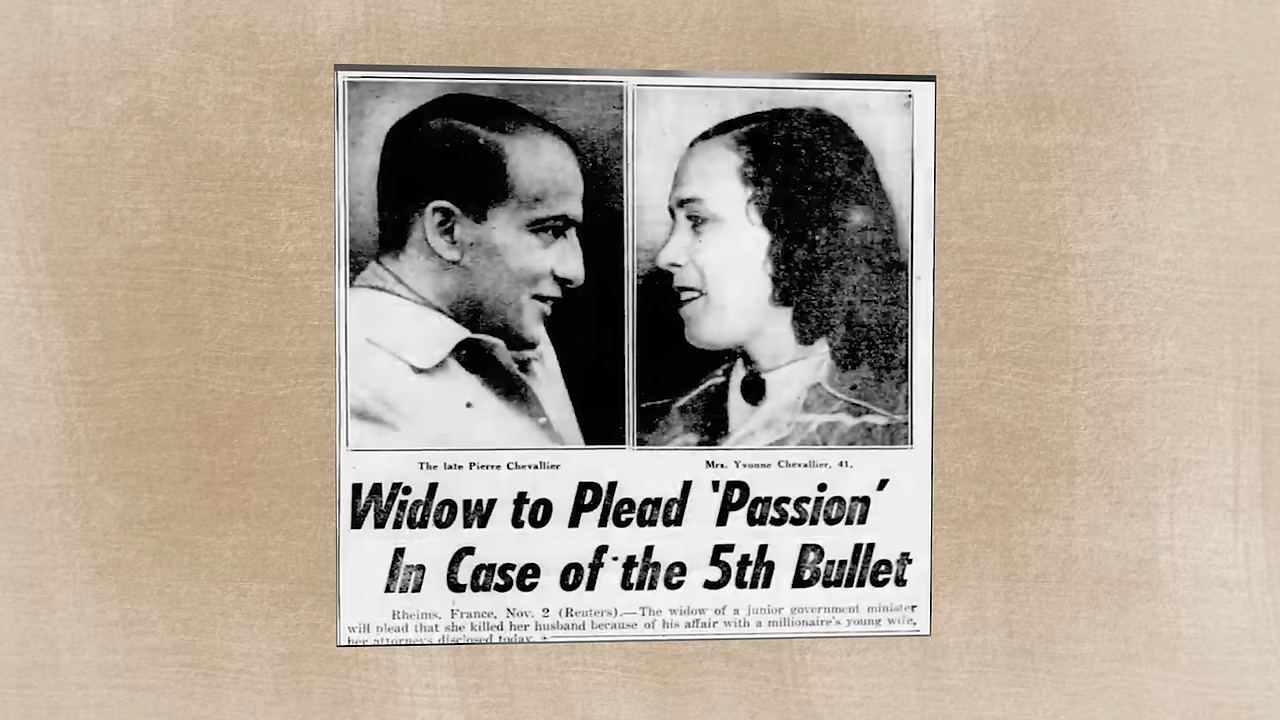 The late Pierre Chevallier
Mrs. Yvonne Chevallier, 41.
Widow to Plead 'Passion'
In Case of the 5th Bullet
Rheims, France, Nov. 2 (Reuters).—The widow of a junior government minister
will plead that she killed her husband because of his affair with a millionaire's young wife,
her attorneys disclosed today.